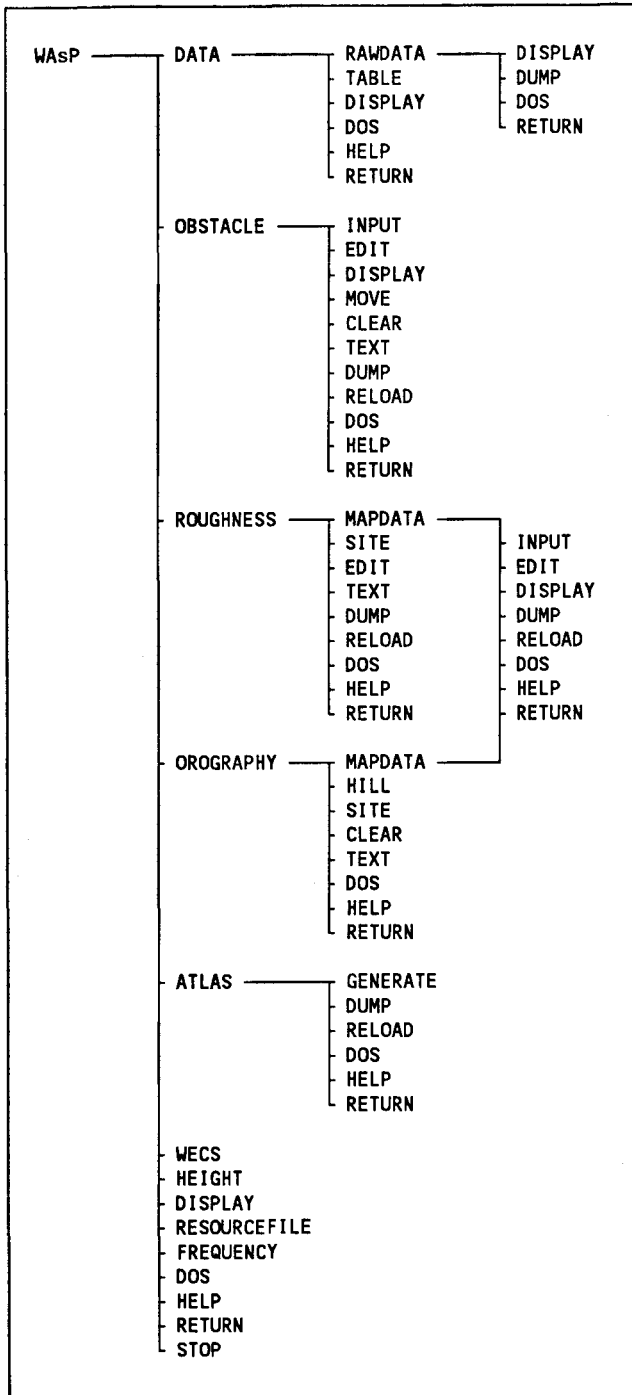 WAsP DATA RAWDATA DISPLAY
TABLE DUMP
DISPLAY DOS
DOS RETURN
HELP
RETURN
OBSTACLE INPUT
EDIT
DISPLAY
MOVE
CLEAR
TEXT
DUMP
RELOAD
DOS
HELP
RETURN
ROUGHNESS MAPDATA
SITE INPUT
EDIT EDIT
TEXT DISPLAY
DUMP DUMP
RELOAD RELOAD
DOS DOS
HELP HELP
RETURN RETURN
OROGRAPHY MAPDATA
HILL
SITE
CLEAR
TEXT
DOS
HELP
RETURN
ATLAS GENERATE
DUMP
RELOAD
DOS
HELP
RETURN
WECS
HEIGHT
DISPLAY
RESOURCEFILE
FREQUENCY
DOS
HELP
RETURN
STOP